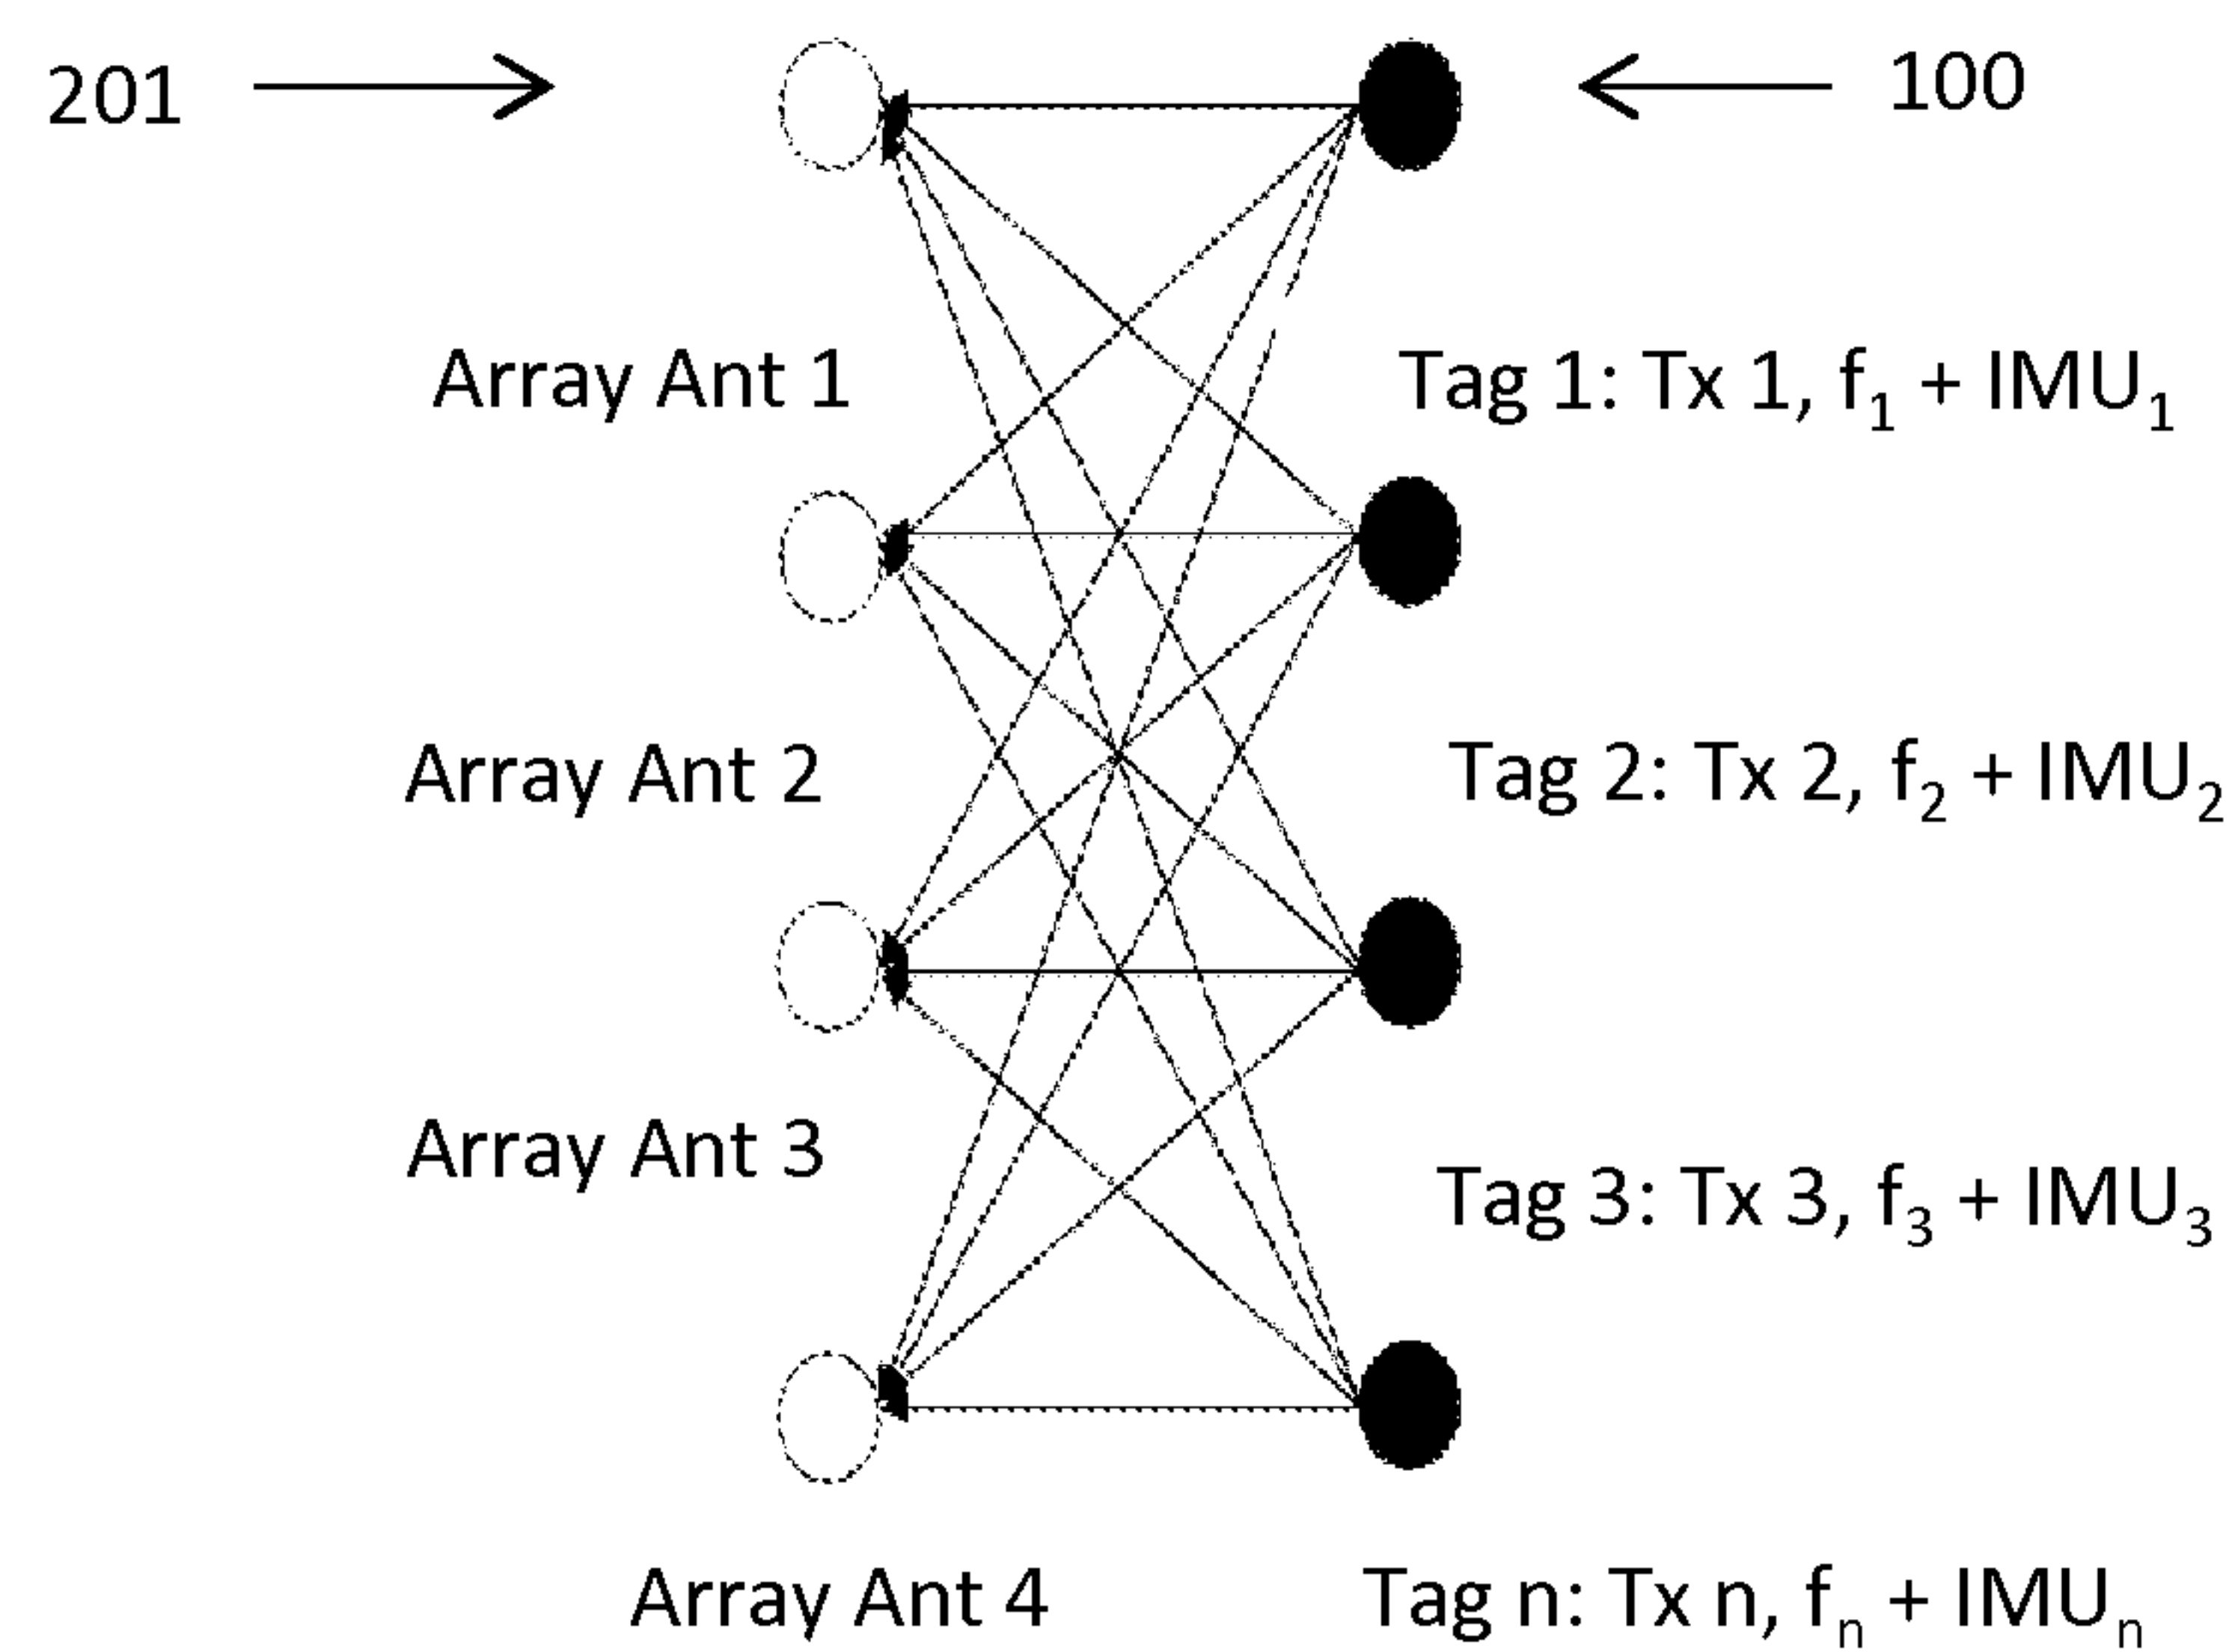 201
100
Array Ant 1
Tag 1: Tx 1, f₁ + IMU₁
Array Ant 2
Tag 2: Tx 2, f₂ + IMU₂
Array Ant 3
Tag 3: Tx 3, f₃ + IMU₃
Array Ant 4
Tag n: Tx n, fₙ + IMUₙ